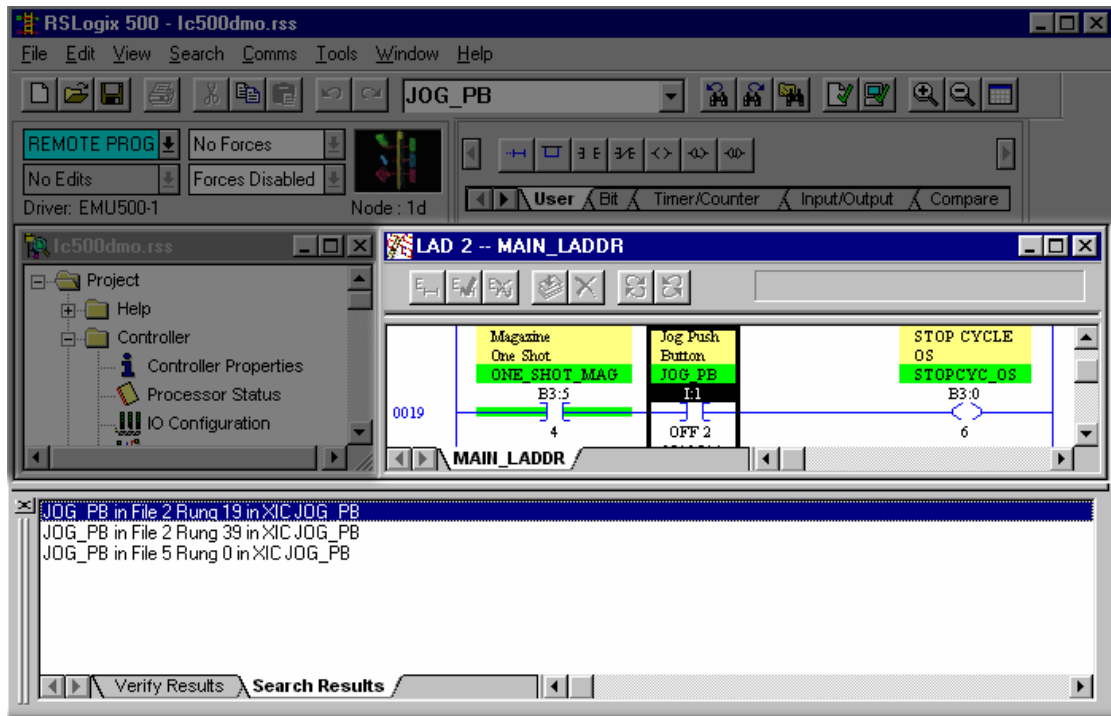 RSLogix 500 - lc500dmo.rss
File Edit View Search Comms Tools Window Help
JOG_PB
REMOTE PROG No Forces
No Edits Forces Disabled
Driver: EMU500-1 Node : 1d
User Bit Timer/Counter Input/Output Compare
lc500dmo.rss
Project
Help
Controller
Controller Properties
Processor Status
IO Configuration
LAD 2 -- MAIN_LADDR
Magazine
One Shot
ONE_SHOT_MAG
B3:5
4
Jog Push
Button
JOG_PB
I:1
OFF 2
STOP CYCLE
OS
STOPCYC_OS
B3:0
6
0019
MAIN_LADDR
JOG_PB in File 2 Rung 19 in XIC JOG_PB
JOG_PB in File 2 Rung 39 in XIC JOG_PB
JOG_PB in File 5 Rung 0 in XIC JOG_PB
Verify Results Search Results